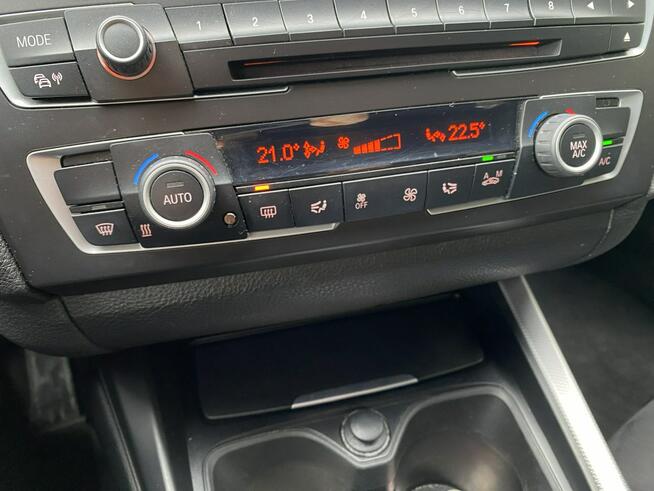 1 2 3 4 5 6 7 8
MODE
21.0° 22.5°
AUTO
MAX
A/C
OFF
A M
A/C